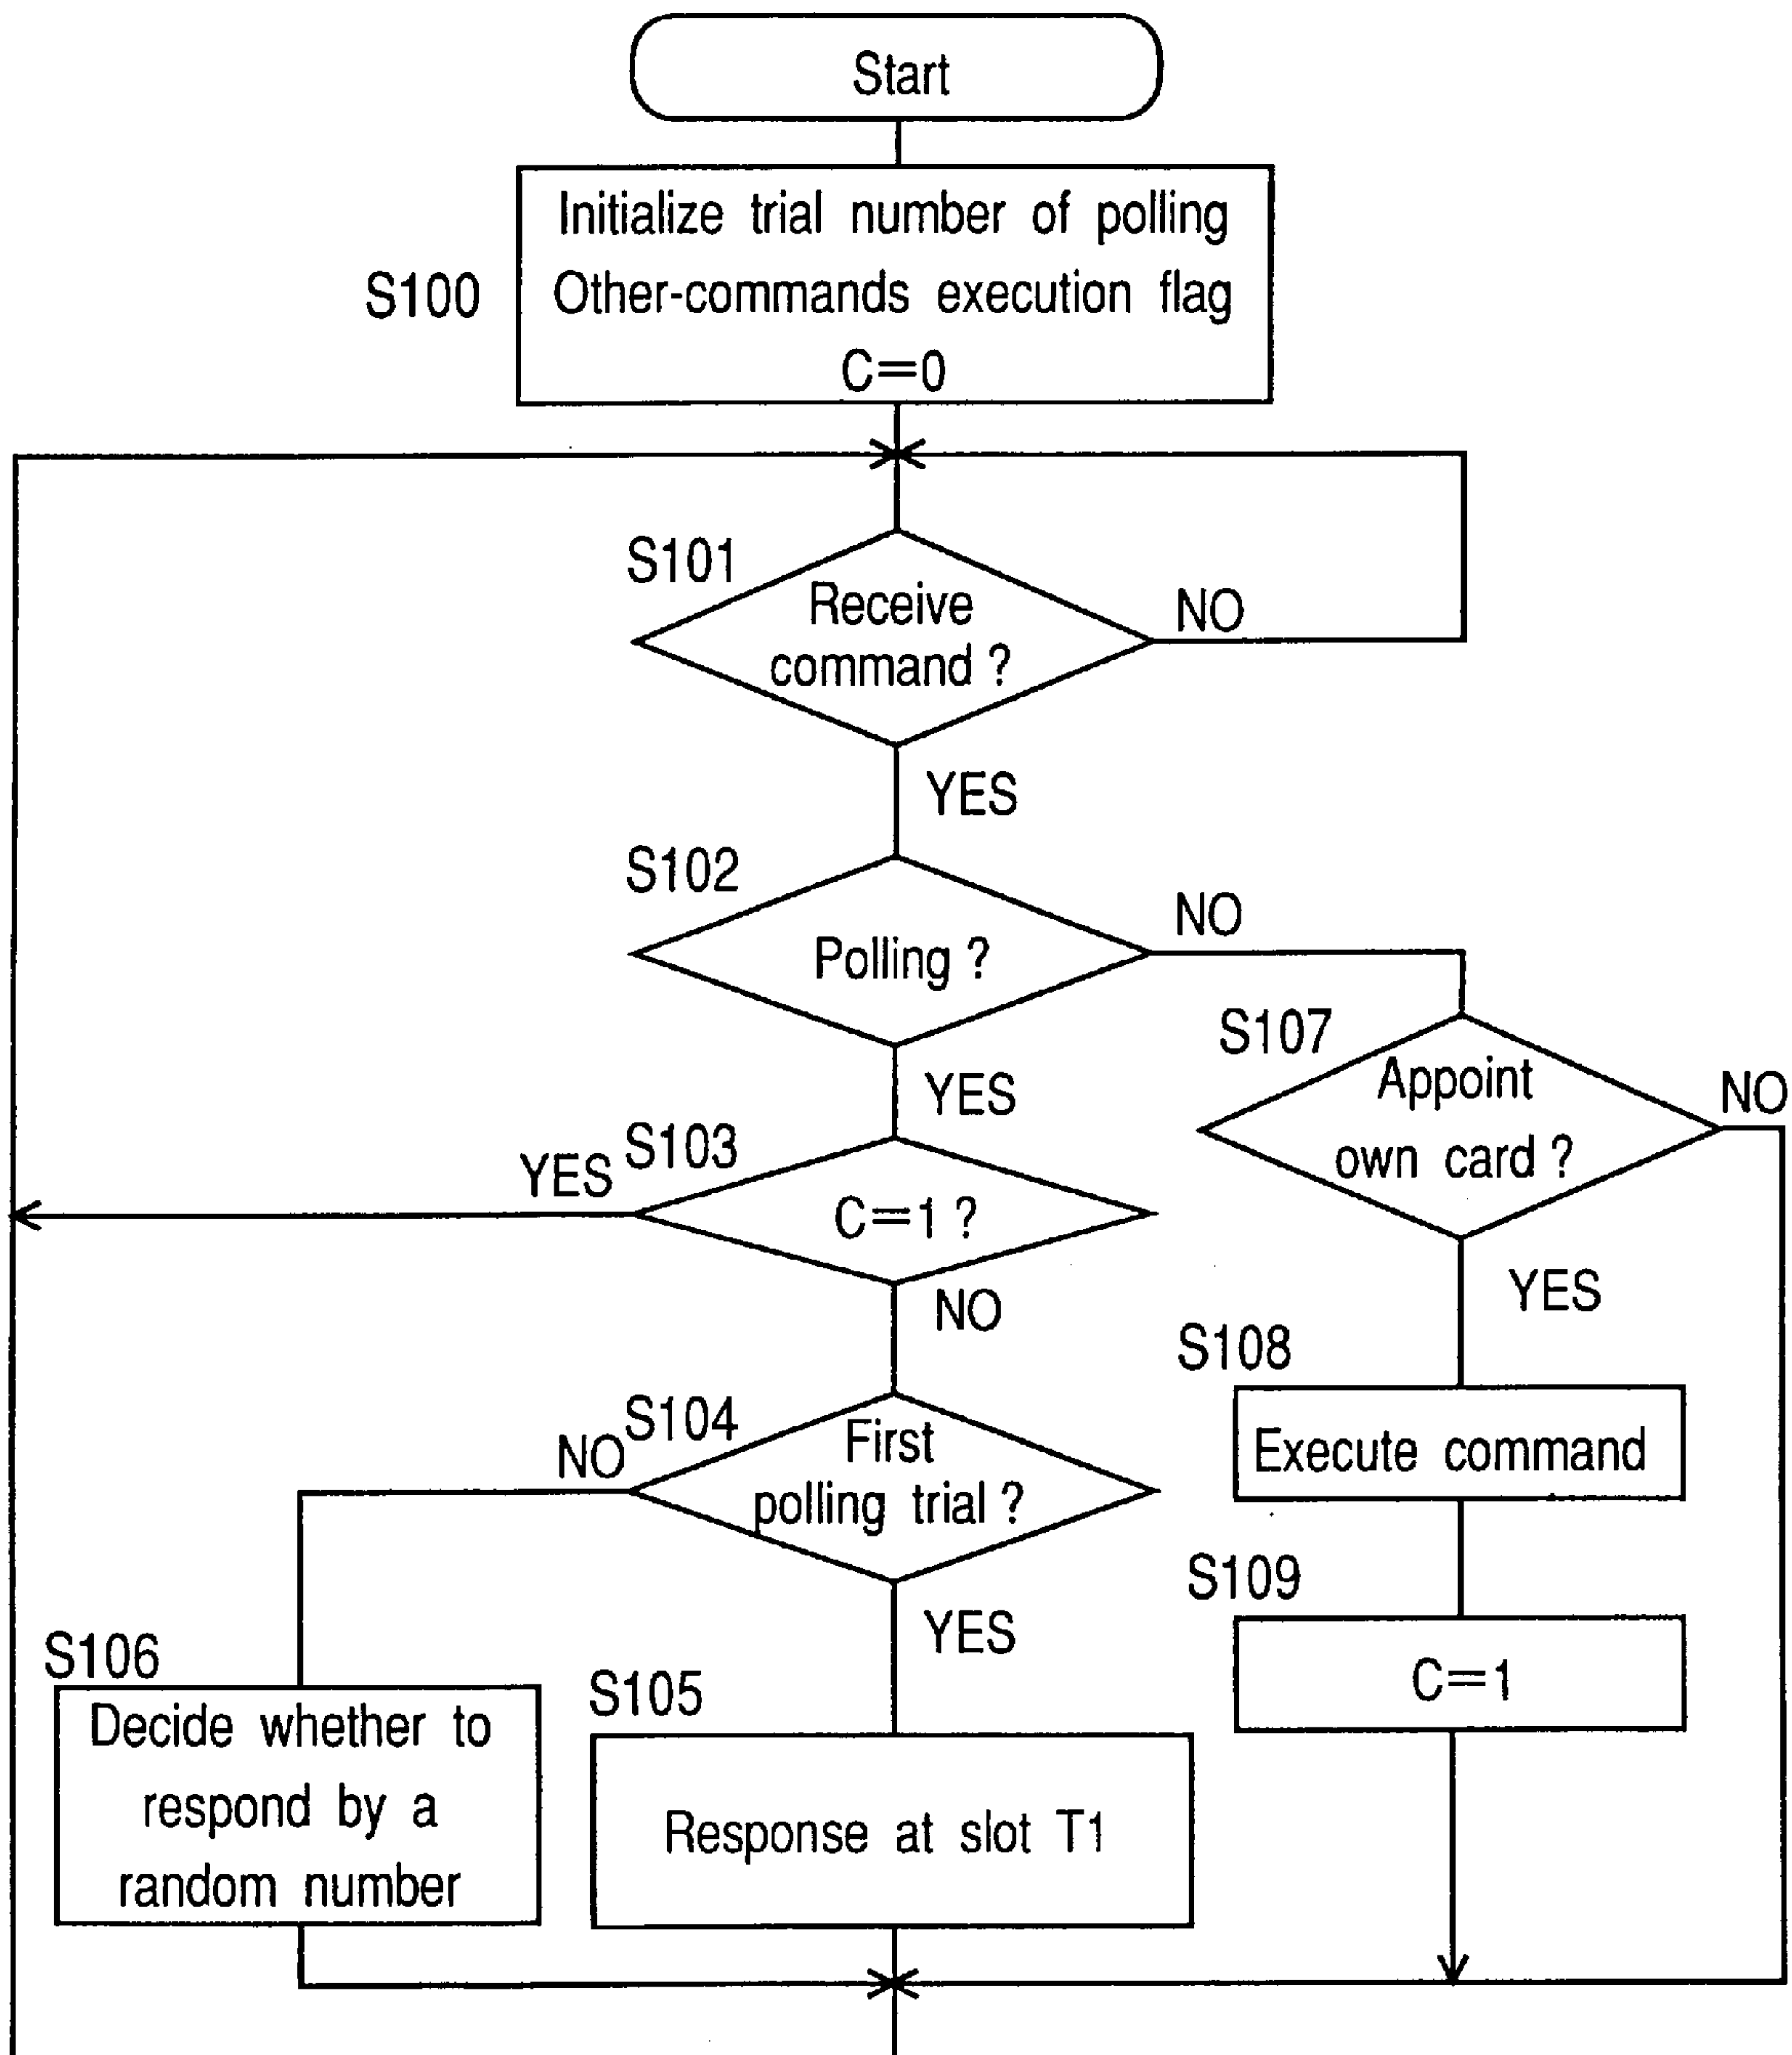 Start
Initialize trial number of polling
S100
Other-commands execution flag
C=0
S101
Receive
command ?
NO
YES
S102
Polling ?
NO
YES
S107
Appoint
own card ?
NO
YES
S103
YES
C=1 ?
NO
S104
NO
First
polling trial ?
YES
S108
Execute command
S109
C=1
S106
Decide whether to
respond by a
random number
S105
Response at slot T1